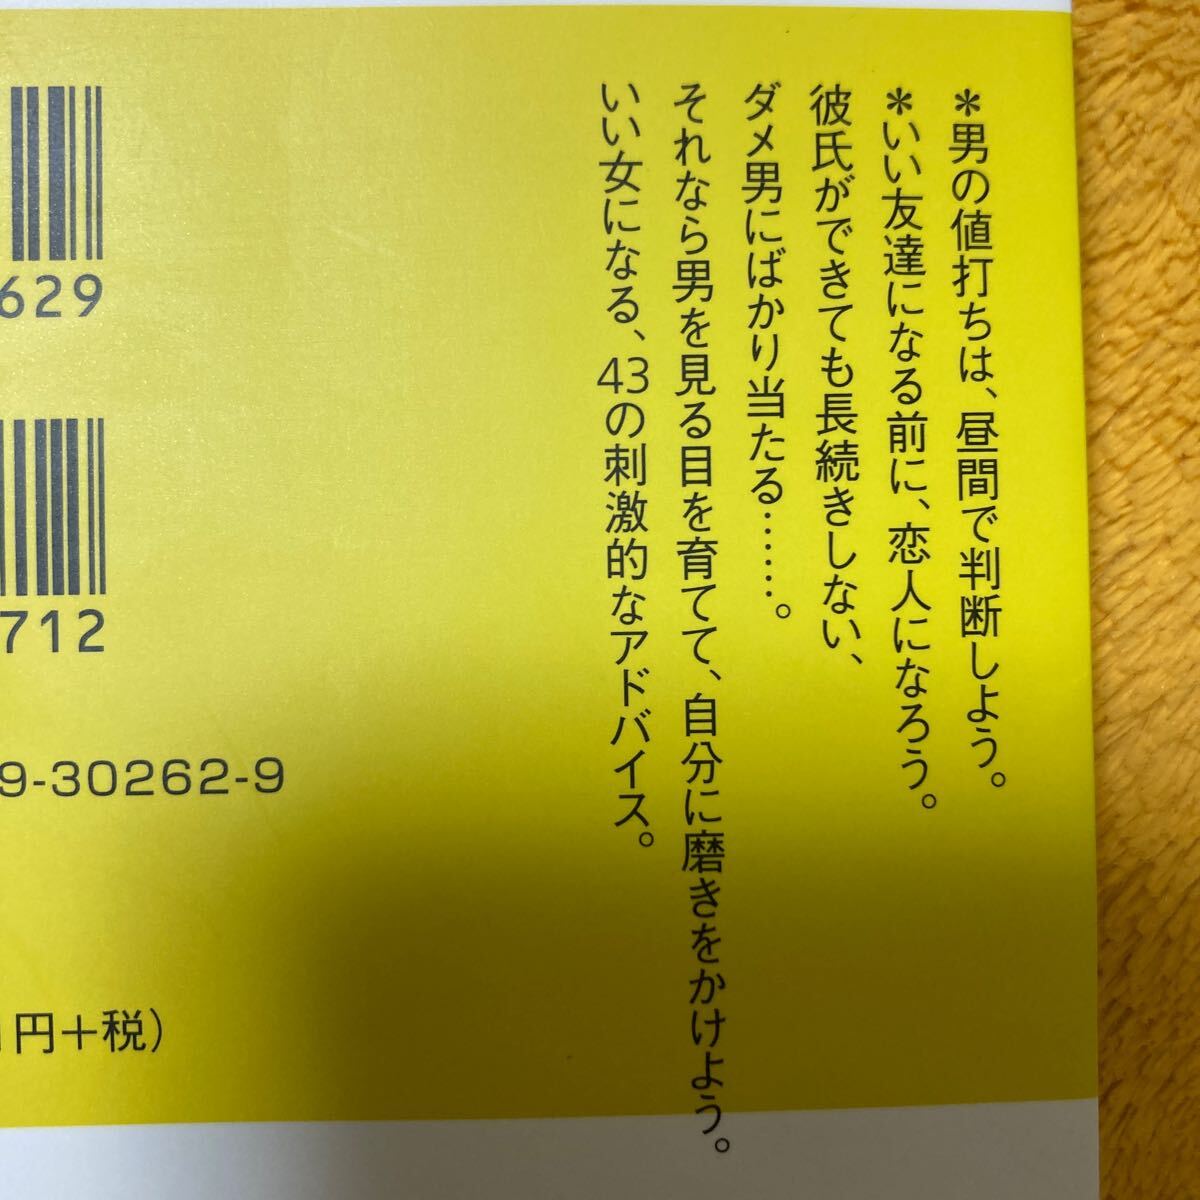 ＊男の値打ちは、昼間で判断しよう。
＊いい友達になる前に、恋人になろう。
彼氏ができても長続きしない、
ダメ男にばかり当たる……。
それなら男を見る目を育てて、自分に磨きをかけよう。
いい女になる、43の刺激的なアドバイス。
629
712
9-30262-9
1円+税)